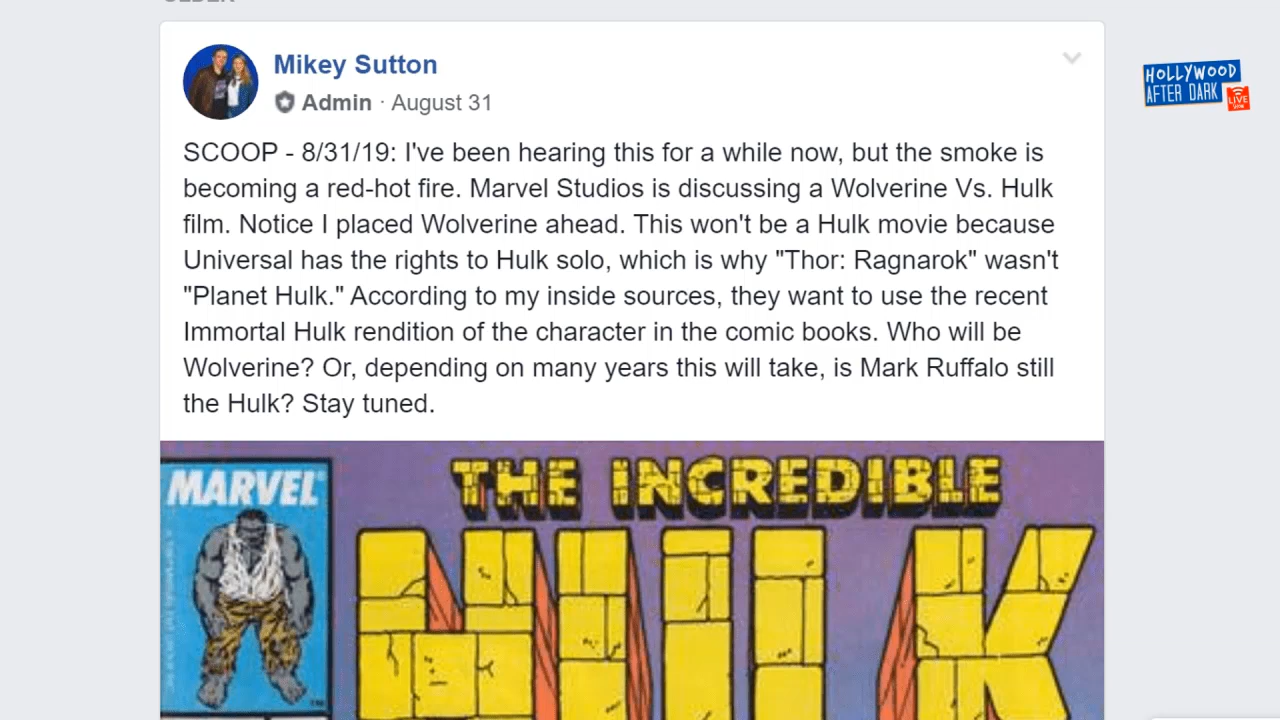 Mikey Sutton
Admin · August 31
HOLLYWOOD
AFTER DARK
LIVE
SHOW
SCOOP - 8/31/19: I've been hearing this for a while now, but the smoke is
becoming a red-hot fire. Marvel Studios is discussing a Wolverine Vs. Hulk
film. Notice I placed Wolverine ahead. This won't be a Hulk movie because
Universal has the rights to Hulk solo, which is why "Thor: Ragnarok" wasn't
"Planet Hulk." According to my inside sources, they want to use the recent
Immortal Hulk rendition of the character in the comic books. Who will be
Wolverine? Or, depending on many years this will take, is Mark Ruffalo still
the Hulk? Stay tuned.
MARVEL
THE INCREDIBLE
HULK